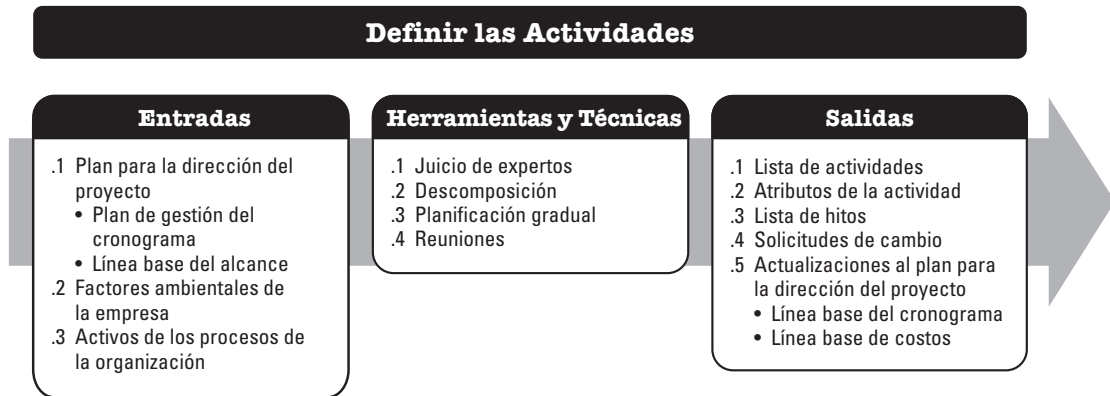 Definir las Actividades
Entradas
.1 Plan para la dirección del
proyecto
• Plan de gestión del
cronograma
• Línea base del alcance
.2 Factores ambientales de
la empresa
.3 Activos de los procesos de
la organización
Herramientas y Técnicas
.1 Juicio de expertos
.2 Descomposición
.3 Planificación gradual
.4 Reuniones
Salidas
.1 Lista de actividades
.2 Atributos de la actividad
.3 Lista de hitos
.4 Solicitudes de cambio
.5 Actualizaciones al plan para
la dirección del proyecto
• Línea base del cronograma
• Línea base de costos